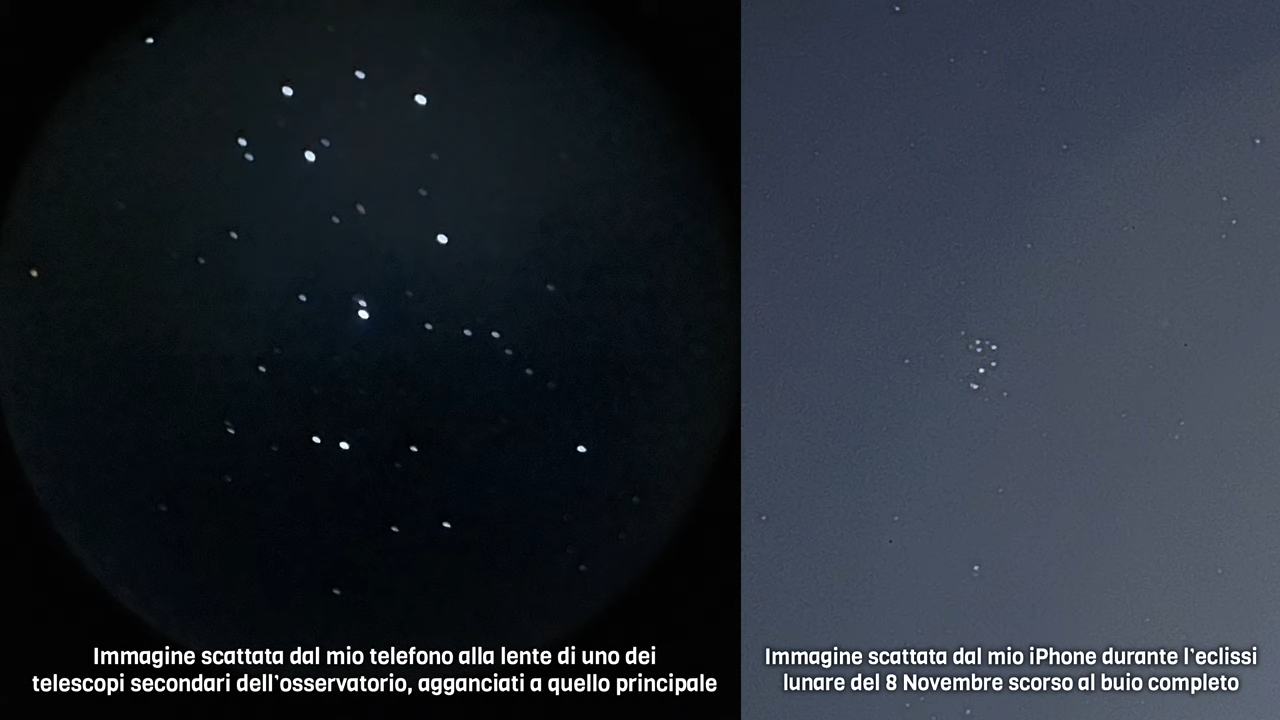 Immagine scattata dal mio telefono alla lente di uno dei
telescopi secondari dell'osservatorio, agganciati a quello principale
Immagine scattata dal mio iPhone durante l'eclissi
lunare del 8 Novembre scorso al buio completo